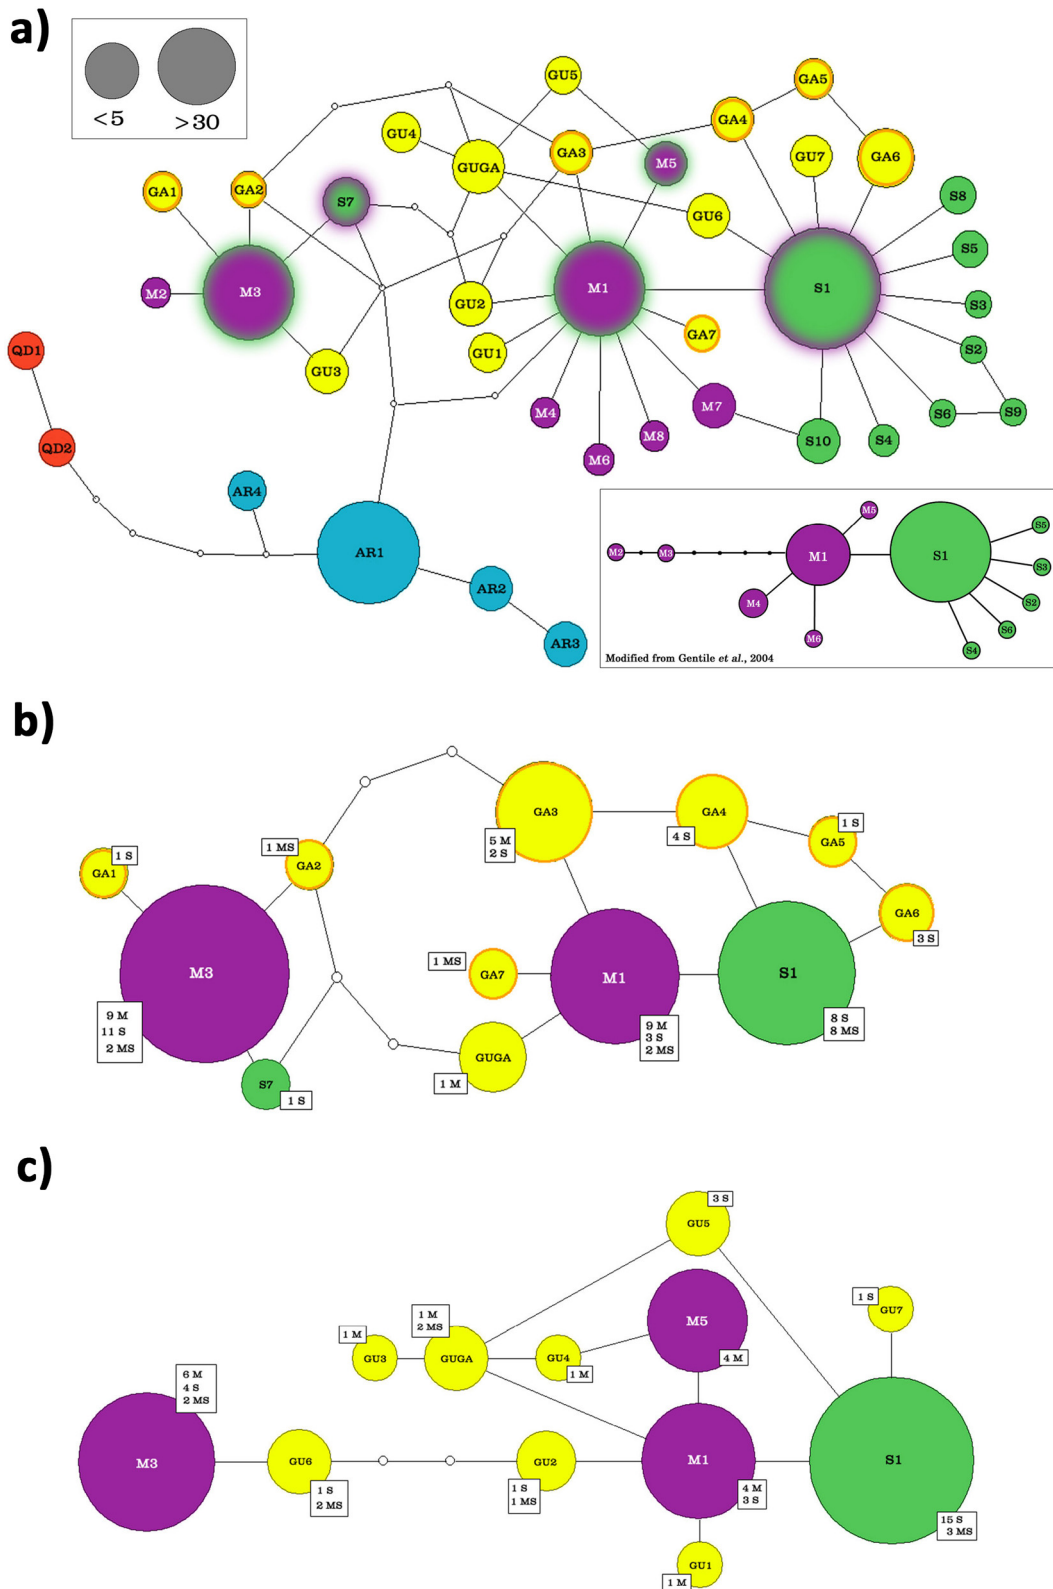 a)
<5 >30
GU5
GA5
GU4
GA4
GA3
GU7
GUGA
M5
GA6
GA1
GA2
S7
S8
GU6
S5
M2
M3
M1
S1
GU2
S3
GA7
QD1
GU1
S2
GU3
M7
S6
S9
M4
QD2
M8
S10
S4
M6
AR4
AR1
AR2
AR3
M5
S5
M2
M3
M1
S1
S3
M4
S2
M6
S6
S4
Modified from Gentile et al., 2004
b)
GA3
5 M
2 S
GA4
4 S
1 S
GA5
1 MS
GA2
1 S
GA1
GA6
3 S
M3
9 M
11 S
2 MS
1 MS
GA7
M1
9 M
3 S
2 MS
S1
8 S
8 MS
GUGA
1 M
S7
1 S
c)
3 S
GU5
1 S
GU7
1 M
2 MS
GUGA
M5
4 M
1 M
GU3
GU4
1 M
6 M
4 S
2 MS
M3
GU6
1 S
2 MS
GU2
1 S
1 MS
M1
4 M
3 S
S1
15 S
3 MS
GU1
1 M